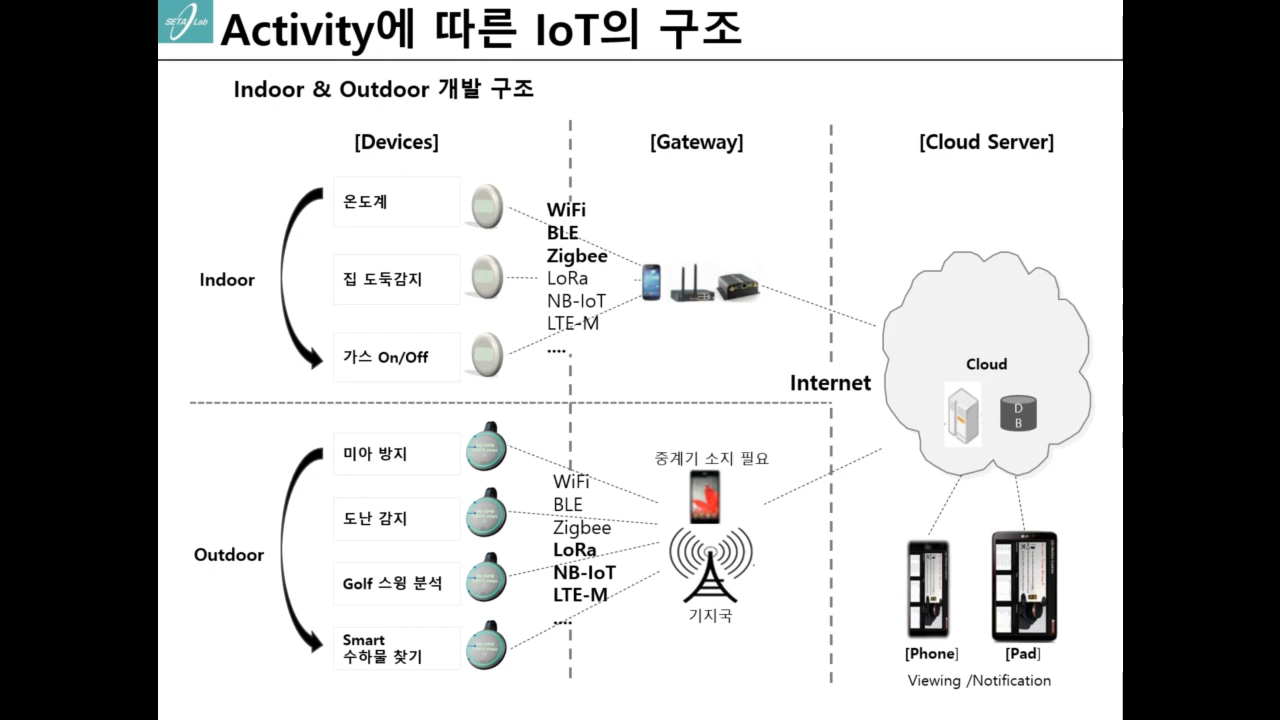 SETA Lab
Activity에 따른 IoT의 구조
Indoor & Outdoor 개발 구조
[Devices]
[Gateway]
[Cloud Server]
Indoor
온도계
집 도둑감지
가스 On/Off
WiFi
BLE
Zigbee
LoRa
NB-IoT
LTE-M
....
Internet
Cloud
D
B
Outdoor
미아 방지
도난 감지
Golf 스윙 분석
Smart
수하물 찾기
WiFi
BLE
Zigbee
LoRa
NB-IoT
LTE-M
....
중계기 소지 필요
기지국
[Phone]
[Pad]
Viewing /Notification